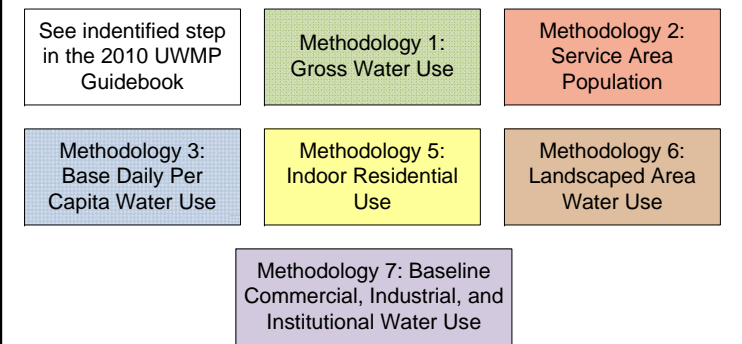 See indentified step
in the 2010 UWMP
Guidebook
Methodology 1:
Gross Water Use
Methodology 2:
Service Area
Population
Methodology 3:
Base Daily Per
Capita Water Use
Methodology 5:
Indoor Residential
Use
Methodology 6:
Landscaped Area
Water Use
Methodology 7: Baseline
Commercial, Industrial, and
Institutional Water Use